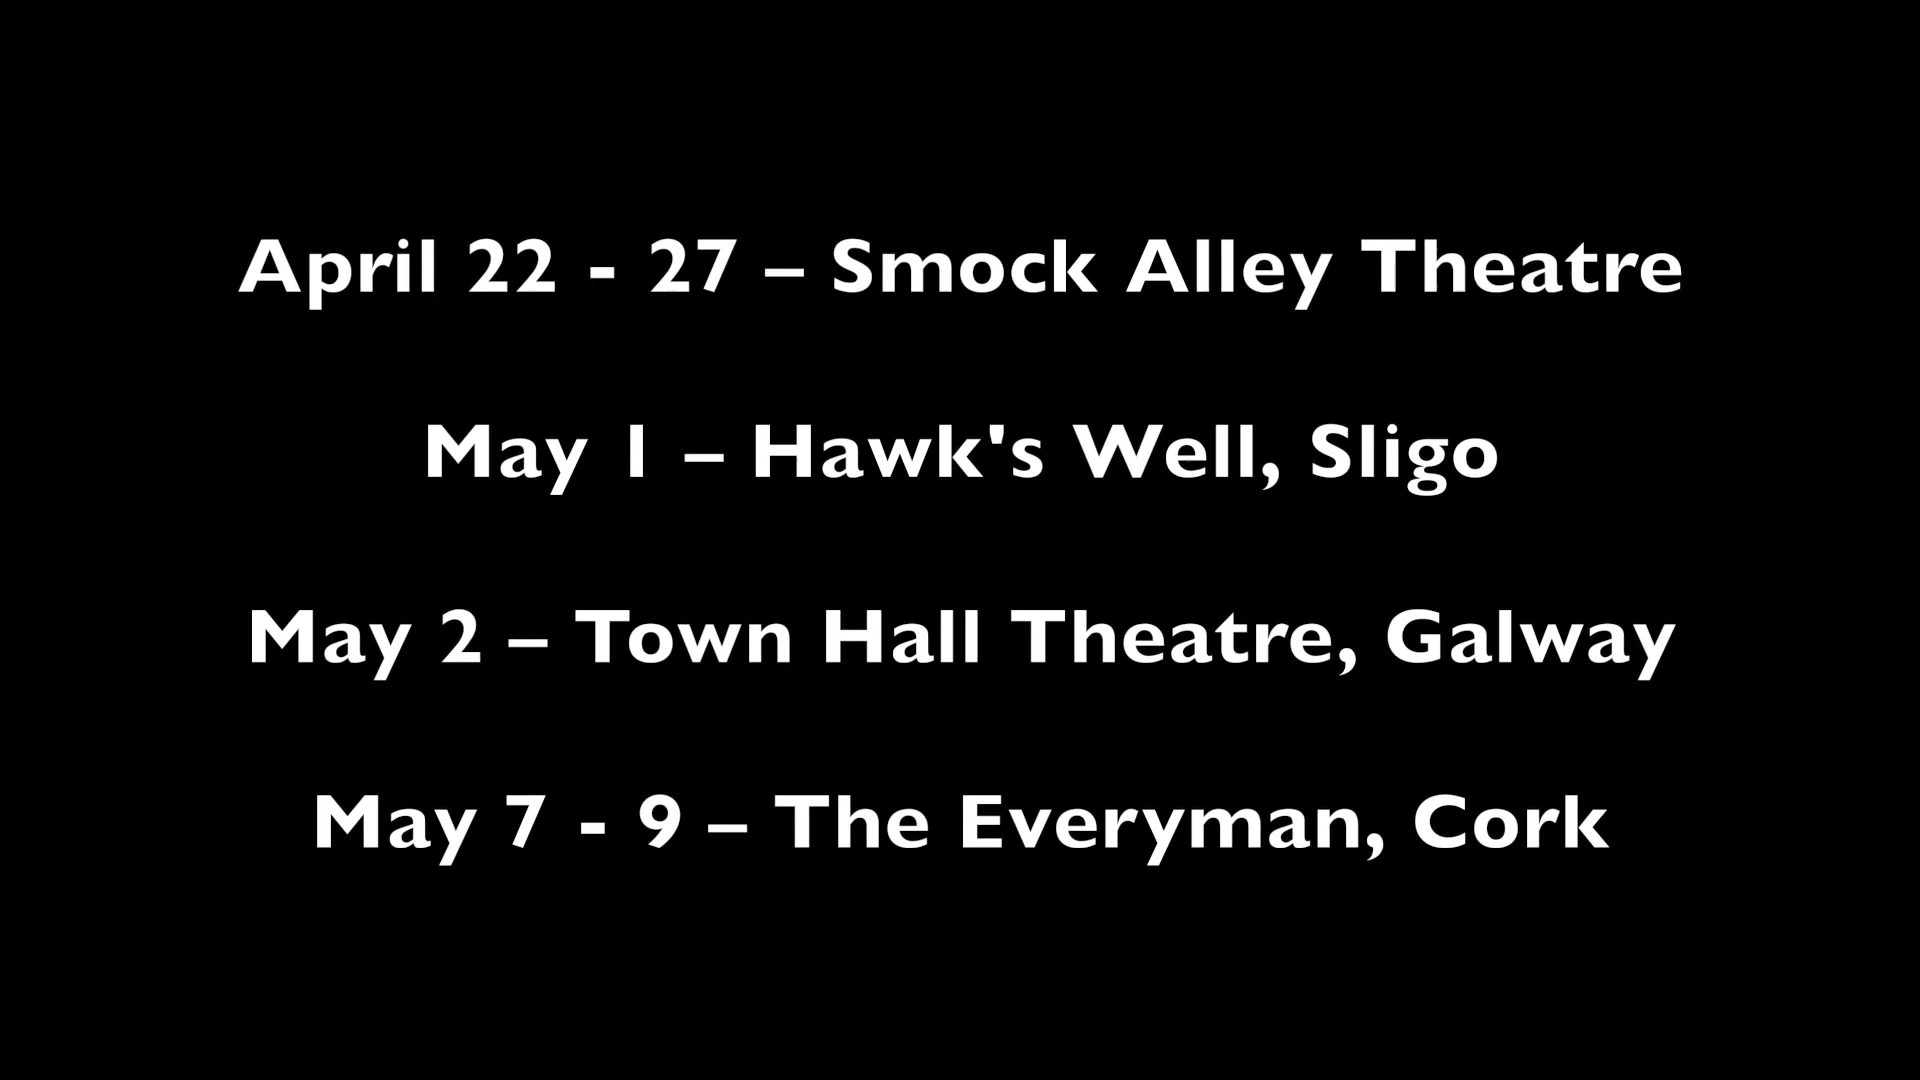 April 22 - 27 – Smock Alley Theatre
May 1 – Hawk's Well, Sligo
May 2 – Town Hall Theatre, Galway
May 7 - 9 – The Everyman, Cork